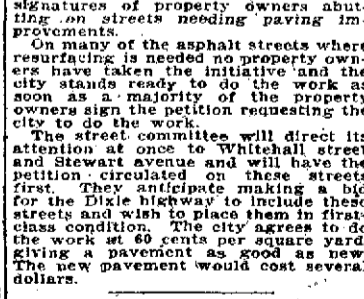 signatures of property owners abut-
ting on streets needing paving im-
provements.
On many of the asphalt streets where
resurfacing is needed no property own-
ers have taken the initiative and the
city stands ready to do the work as
soon as a majority of the property
owners sign the petition requesting the
city to do the work.
The street committee will direct its
attention at once to Whitehall street
and Stewart avenue and will have the
petition circulated on these streets
first. They anticipate making a bid
for the Dixie highway to include these
streets and wish to place them in first
class condition. The city agrees to do
the work at 60 cents per square yard,
giving a pavement as good as new.
The new pavement would cost several
dollars.